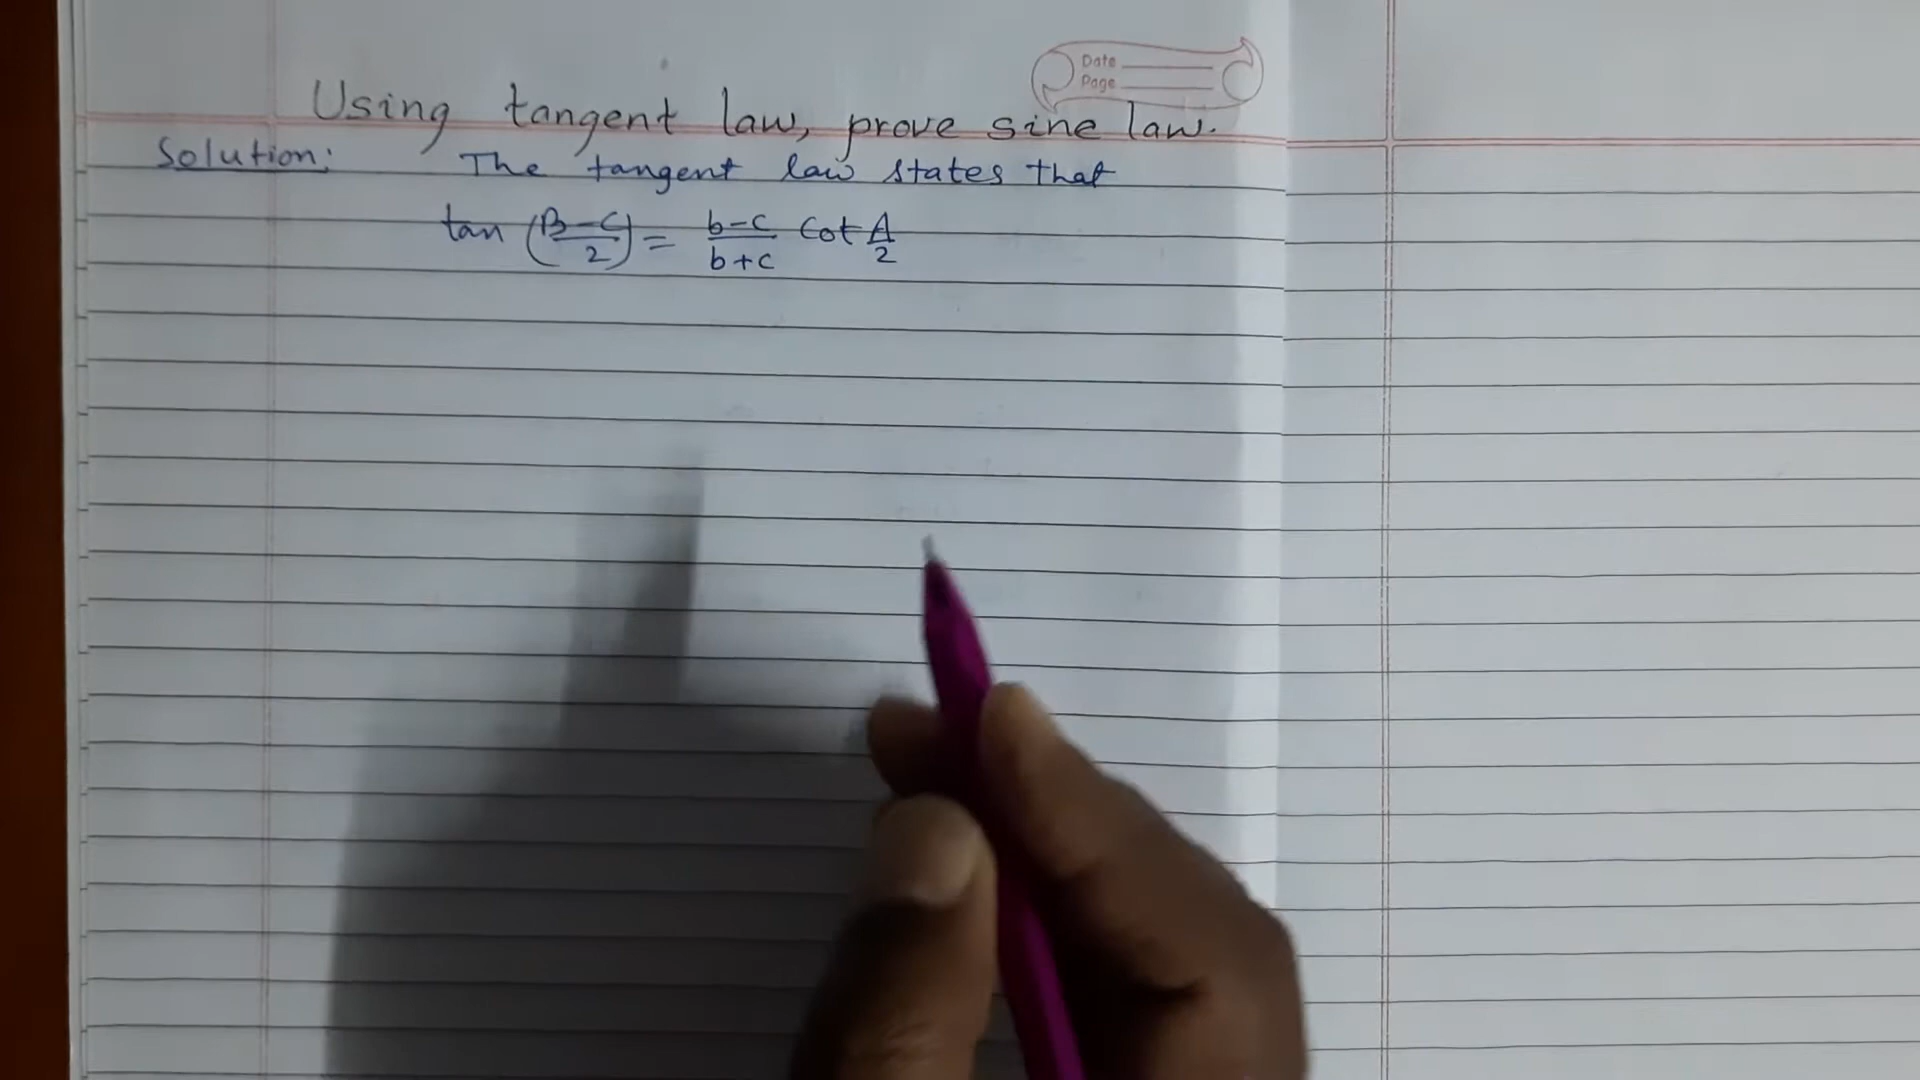 Date
Page
Using tangent law, prove sine law.
Solution: The tangent law states that
tan (B-C/2) = b-c/b+c Cot A/2